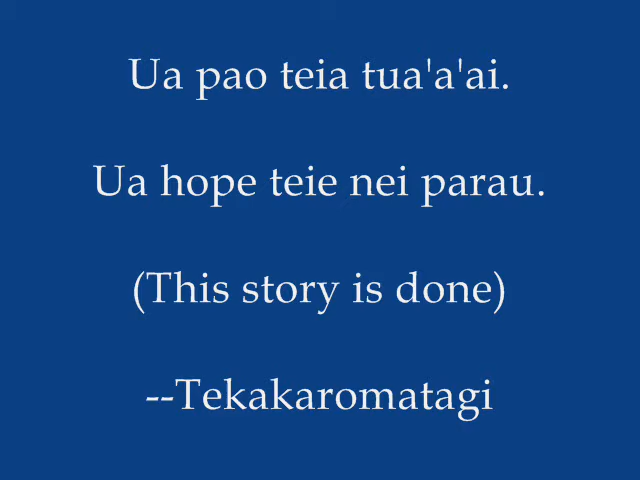 Ua pao teia tua'a'ai.
Ua hope teie nei parau.
(This story is done)
--Tekakaromatagi